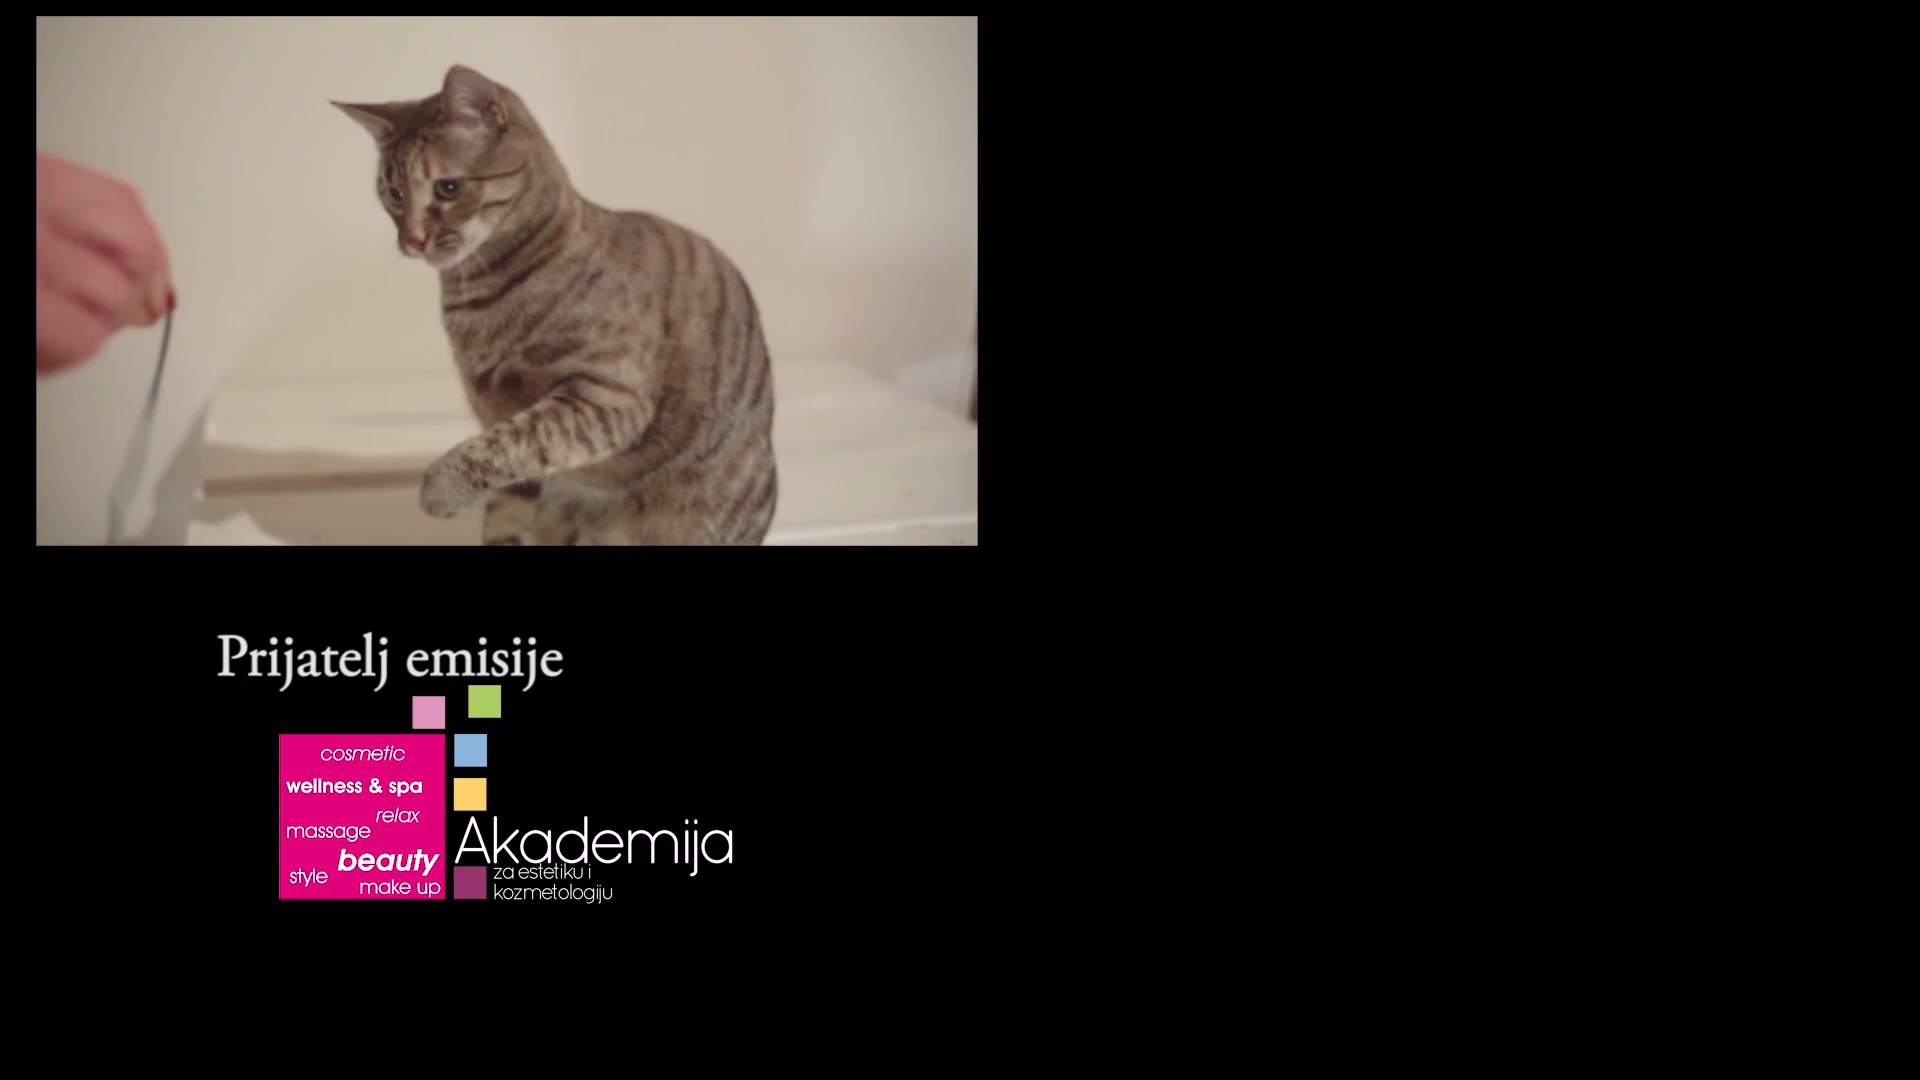 Prijatelj emisije
cosmetic
wellness & spa
relax
massage
beauty
style
make up
Akademija
za estetiku i
kozmetologiju